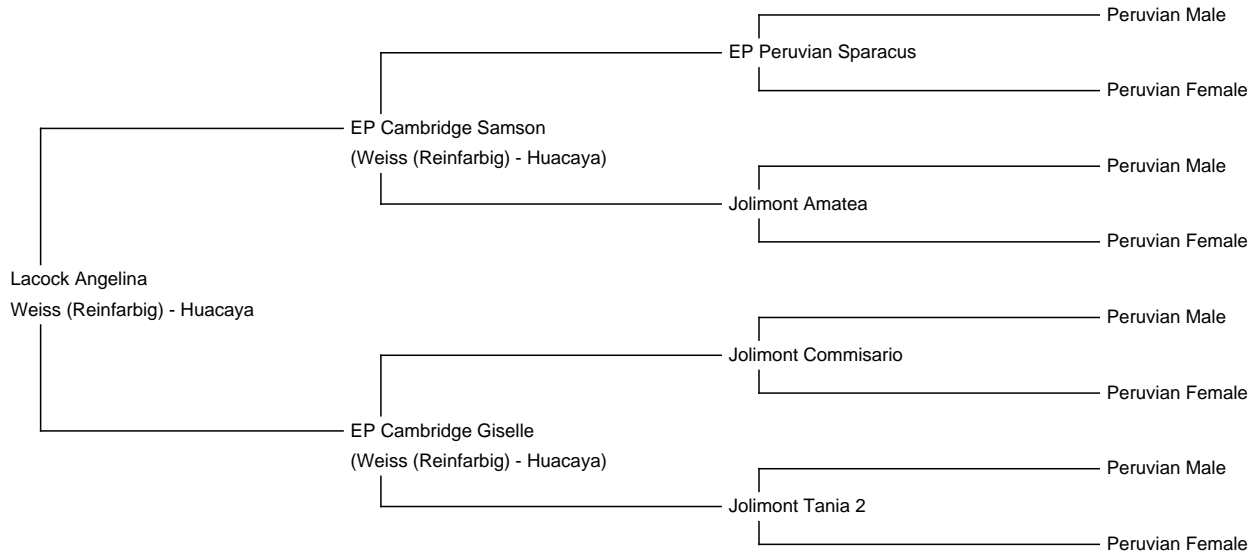 Peruvian Male
EP Peruvian Sparacus
Peruvian Female
EP Cambridge Samson
(Weiss (Reinfarbig) - Huacaya)
Peruvian Male
Jolimont Amatea
Peruvian Female
Lacock Angelina
Weiss (Reinfarbig) - Huacaya
Peruvian Male
Jolimont Commisario
Peruvian Female
EP Cambridge Giselle
(Weiss (Reinfarbig) - Huacaya)
Peruvian Male
Jolimont Tania 2
Peruvian Female